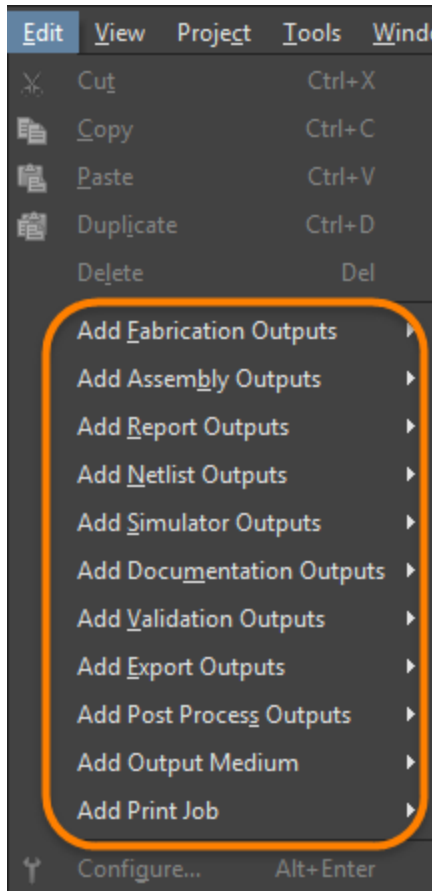 Edit View Project Tools Wind
Cut Ctrl+X
Copy Ctrl+C
Paste Ctrl+V
Duplicate Ctrl+D
Delete Del
Add Fabrication Outputs
Add Assembly Outputs
Add Report Outputs
Add Netlist Outputs
Add Simulator Outputs
Add Documentation Outputs
Add Validation Outputs
Add Export Outputs
Add Post Process Outputs
Add Output Medium
Add Print Job
Configure... Alt+Enter